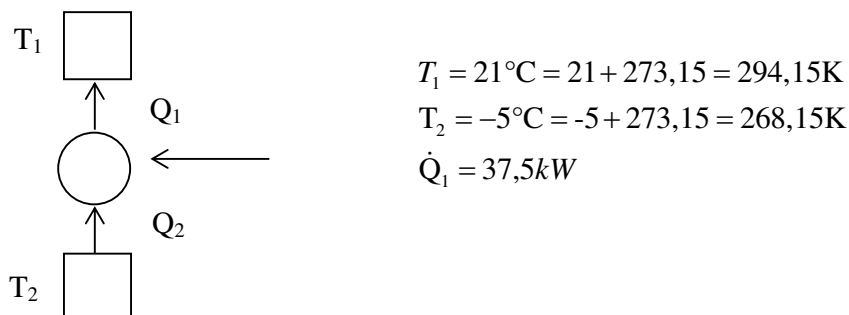 T₁
Q₁
Q₂
T₂
T₁ = 21°C = 21 + 273,15 = 294,15K
T₂ = −5°C = -5 + 273,15 = 268,15K
Q̇₁ = 37,5kW